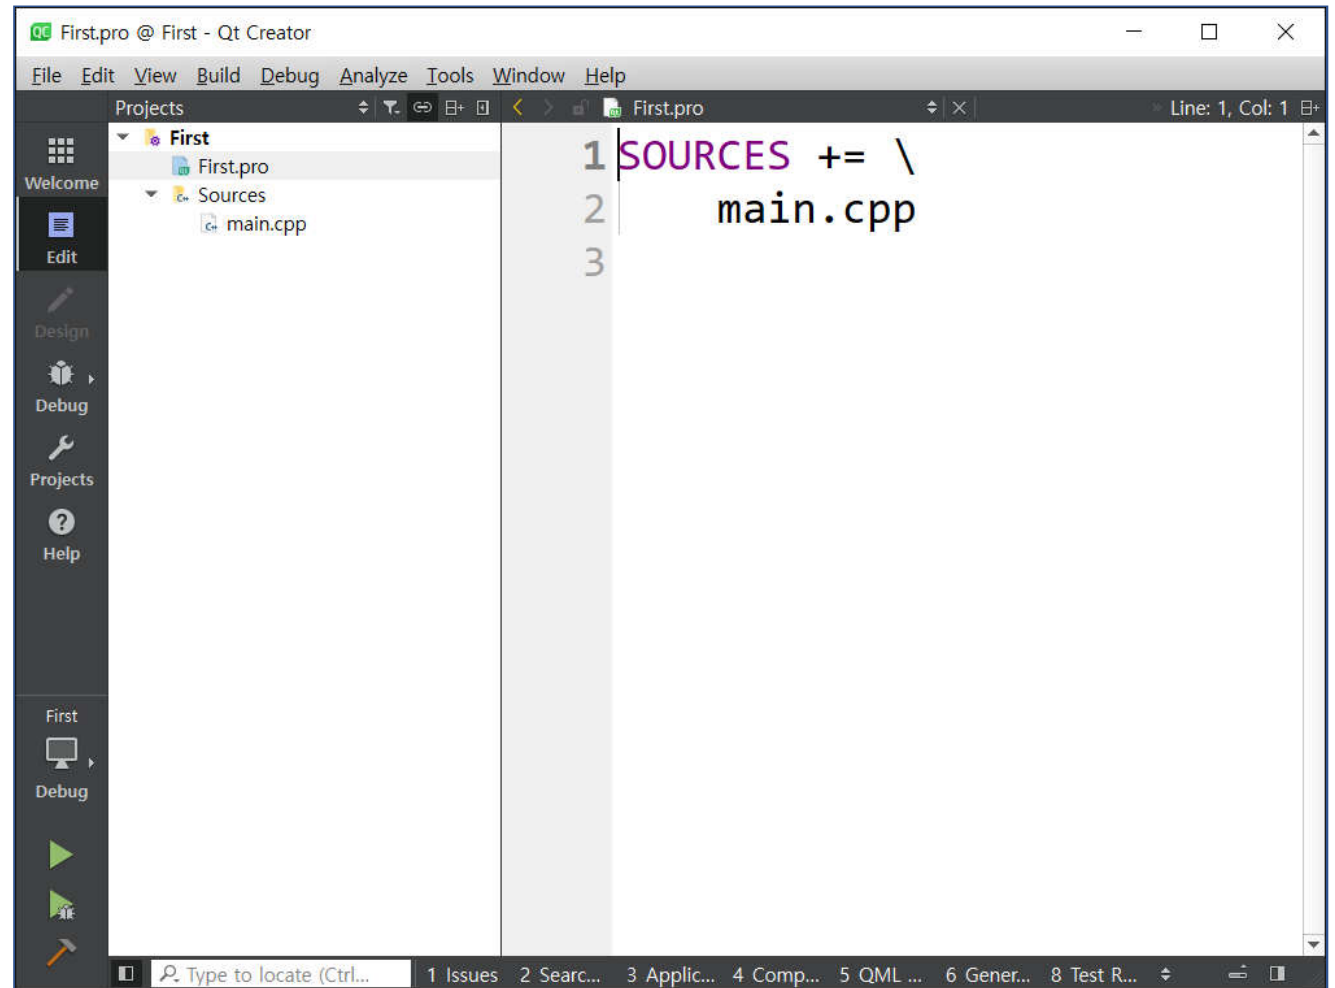 First.pro @ First - Qt Creator
File Edit View Build Debug Analyze Tools Window Help
Projects
First.pro
Line: 1, Col: 1
Welcome
Edit
Design
Debug
Projects
Help
First
Debug
First
First.pro
Sources
main.cpp
1 SOURCES += \
2 main.cpp
3
Type to locate (Ctrl...
1 Issues 2 Searc... 3 Applic... 4 Comp... 5 QML ... 6 Gener... 8 Test R...